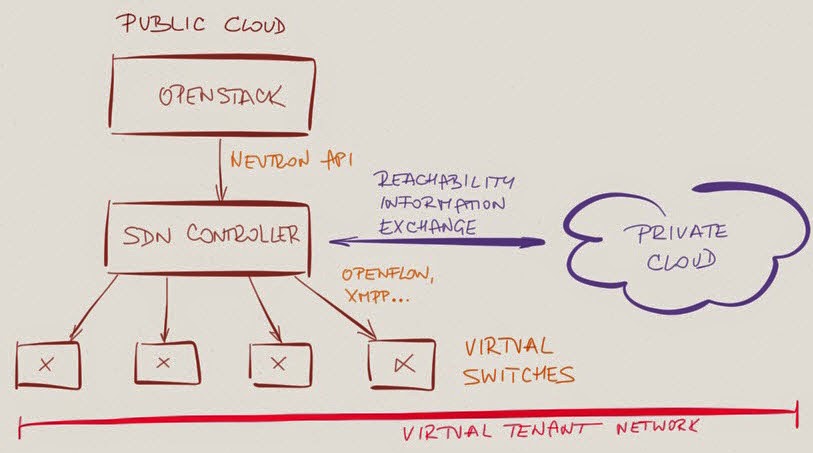 PUBLIC CLOUD
OPENSTACK
NEUTRON API
REACHABILITY
INFORMATION
EXCHANGE
SDN CONTROLLER
PRIVATE
CLOUD
OPENFLOW,
XMPP...
X
X
X
X
VIRTUAL
SWITCHES
VIRTUAL TENANT NETWORK